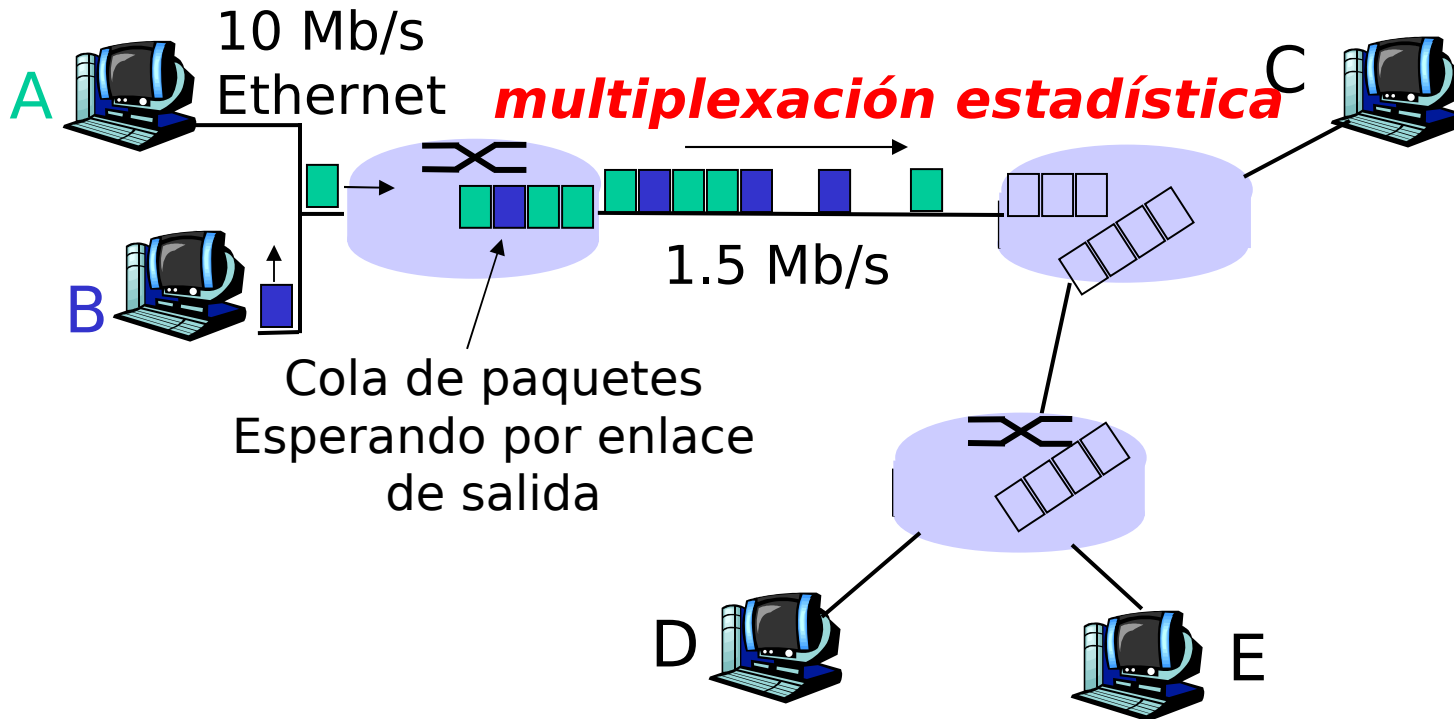 10 Mb/s
Ethernet
A
multiplexación estadística
C
B
1.5 Mb/s
Cola de paquetes
Esperando por enlace
de salida
D
E